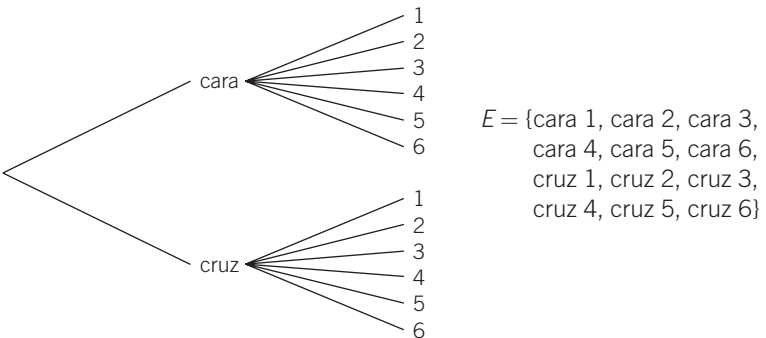 cara
1
2
3
4
5
6
cruz
1
2
3
4
5
6
E = {cara 1, cara 2, cara 3,
cara 4, cara 5, cara 6,
cruz 1, cruz 2, cruz 3,
cruz 4, cruz 5, cruz 6}